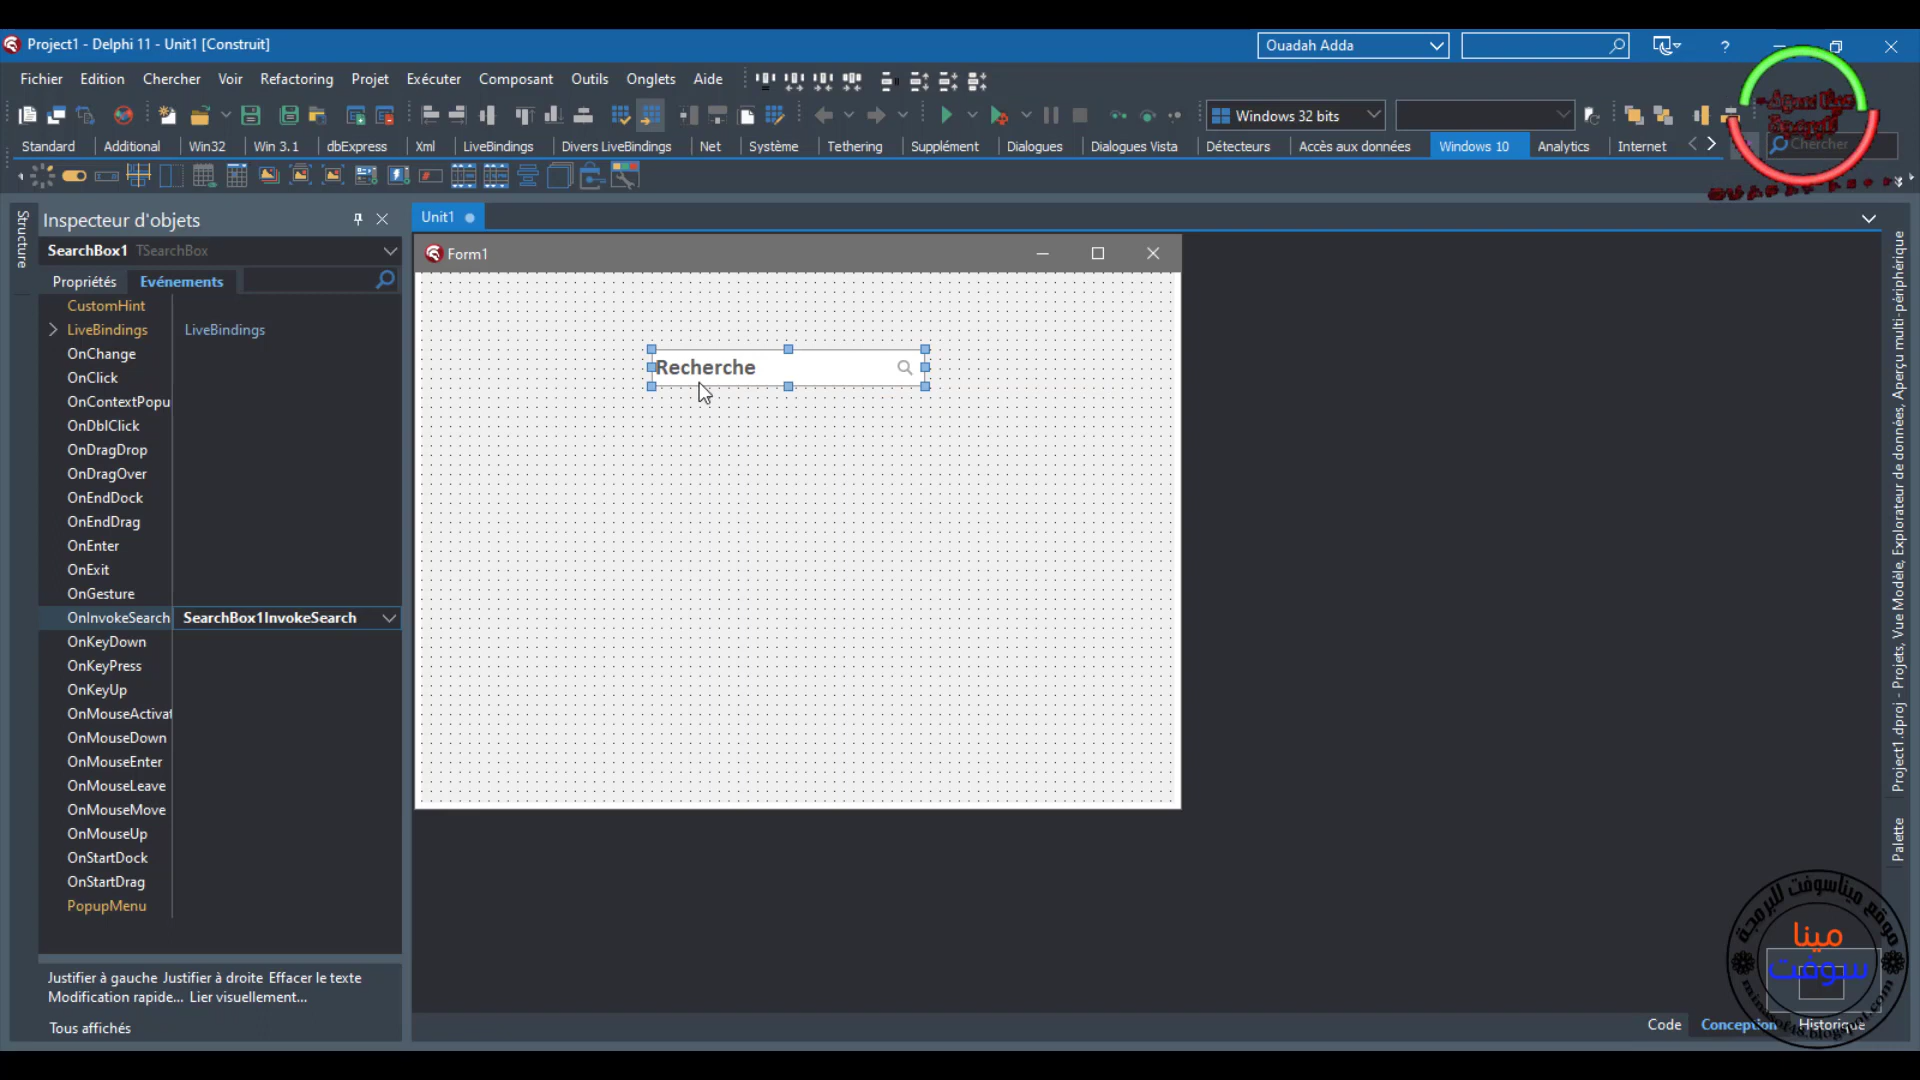 Project1 - Delphi 11 - Unit1 [Construit]
Ouadah Adda
?
Fichier Edition Chercher Voir Refactoring Projet Exécuter Composant Outils Onglets Aide
Windows 32 bits
Standard Additional Win32 Win 3.1 dbExpress Xml LiveBindings Divers LiveBindings Net Système Tethering Supplément Dialogues Dialogues Vista Détecteurs Accès aux données Windows 10 Analytics Internet
Chercher
Structure
Inspecteur d'objets
SearchBox1 TSearchBox
Propriétés Evénements
CustomHint
LiveBindings LiveBindings
OnChange
OnClick
OnContextPopu
OnDblClick
OnDragDrop
OnDragOver
OnEndDock
OnEndDrag
OnEnter
OnExit
OnGesture
OnInvokeSearch SearchBox1InvokeSearch
OnKeyDown
OnKeyPress
OnKeyUp
OnMouseActivat
OnMouseDown
OnMouseEnter
OnMouseLeave
OnMouseMove
OnMouseUp
OnStartDock
OnStartDrag
PopupMenu
Justifier à gauche Justifier à droite Effacer le texte
Modification rapide... Lier visuellement...
Tous affichés
Unit1
Form1
Recherche
Project1.dproj - Projets, Vue Modèle, Explorateur de données, Aperçu multi-périphérique
Palette
Code Conception Historique
موقع ميناسوفت للبرمجة
مينا
سوفت